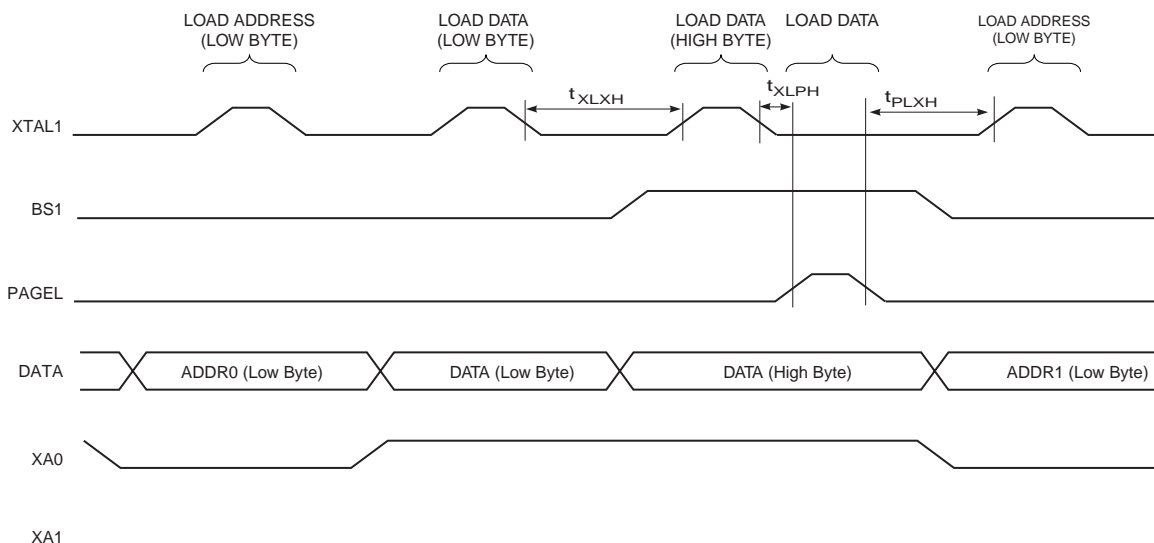 LOAD ADDRESS
(LOW BYTE)
LOAD DATA
(LOW BYTE)
LOAD DATA
(HIGH BYTE)
LOAD DATA
LOAD ADDRESS
(LOW BYTE)
tXLXH
tXLPH
tPLXH
XTAL1
BS1
PAGEL
DATA
ADDR0 (Low Byte)
DATA (Low Byte)
DATA (High Byte)
ADDR1 (Low Byte)
XA0
XA1